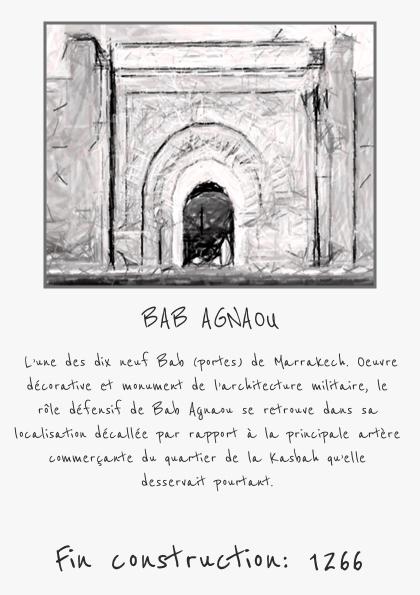 BAB AGNAOU
L'une des dix neuf Bab (portes) de Marrakech. Oeuvre
décorative et monument de l'architecture militaire, le
rôle défensif de Bab Agnaou se retrouve dans sa
localisation décallée par rapport à la principale artère
commerçante du quartier de la Kasbah qu'elle
desservait pourtant.
Fin construction: 1266